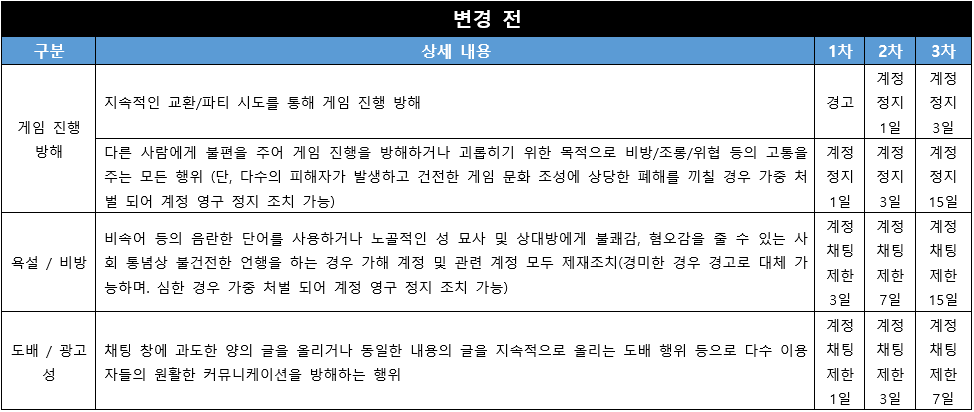 변경 전
구분 상세 내용 1차 2차 3차
게임 진행
방해
지속적인 교환/파티 시도를 통해 게임 진행 방해
경고
계정
정지
1일
계정
정지
3일
다른 사람에게 불편을 주어 게임 진행을 방해하거나 괴롭히기 위한 목적으로 비방/조롱/위협 등의 고통을
주는 모든 행위 (단, 다수의 피해자가 발생하고 건전한 게임 문화 조성에 상당한 폐해를 끼칠 경우 가중 처
벌 되어 계정 영구 정지 조치 가능)
계정
정지
1일
계정
정지
3일
계정
정지
15일
욕설 / 비방
비속어 등의 음란한 단어를 사용하거나 노골적인 성 묘사 및 상대방에게 불쾌감, 혐오감을 줄 수 있는 사
회 통념상 불건전한 언행을 하는 경우 가해 계정 및 관련 계정 모두 제재조치(경미한 경우 경고로 대체 가
능하며. 심한 경우 가중 처벌 되어 계정 영구 정지 조치 가능)
계정
채팅
제한
3일
계정
채팅
제한
7일
계정
채팅
제한
15일
도배 / 광고
성
채팅 창에 과도한 양의 글을 올리거나 동일한 내용의 글을 지속적으로 올리는 도배 행위 등으로 다수 이용
자들의 원활한 커뮤니케이션을 방해하는 행위
계정
채팅
제한
1일
계정
채팅
제한
3일
계정
채팅
제한
7일